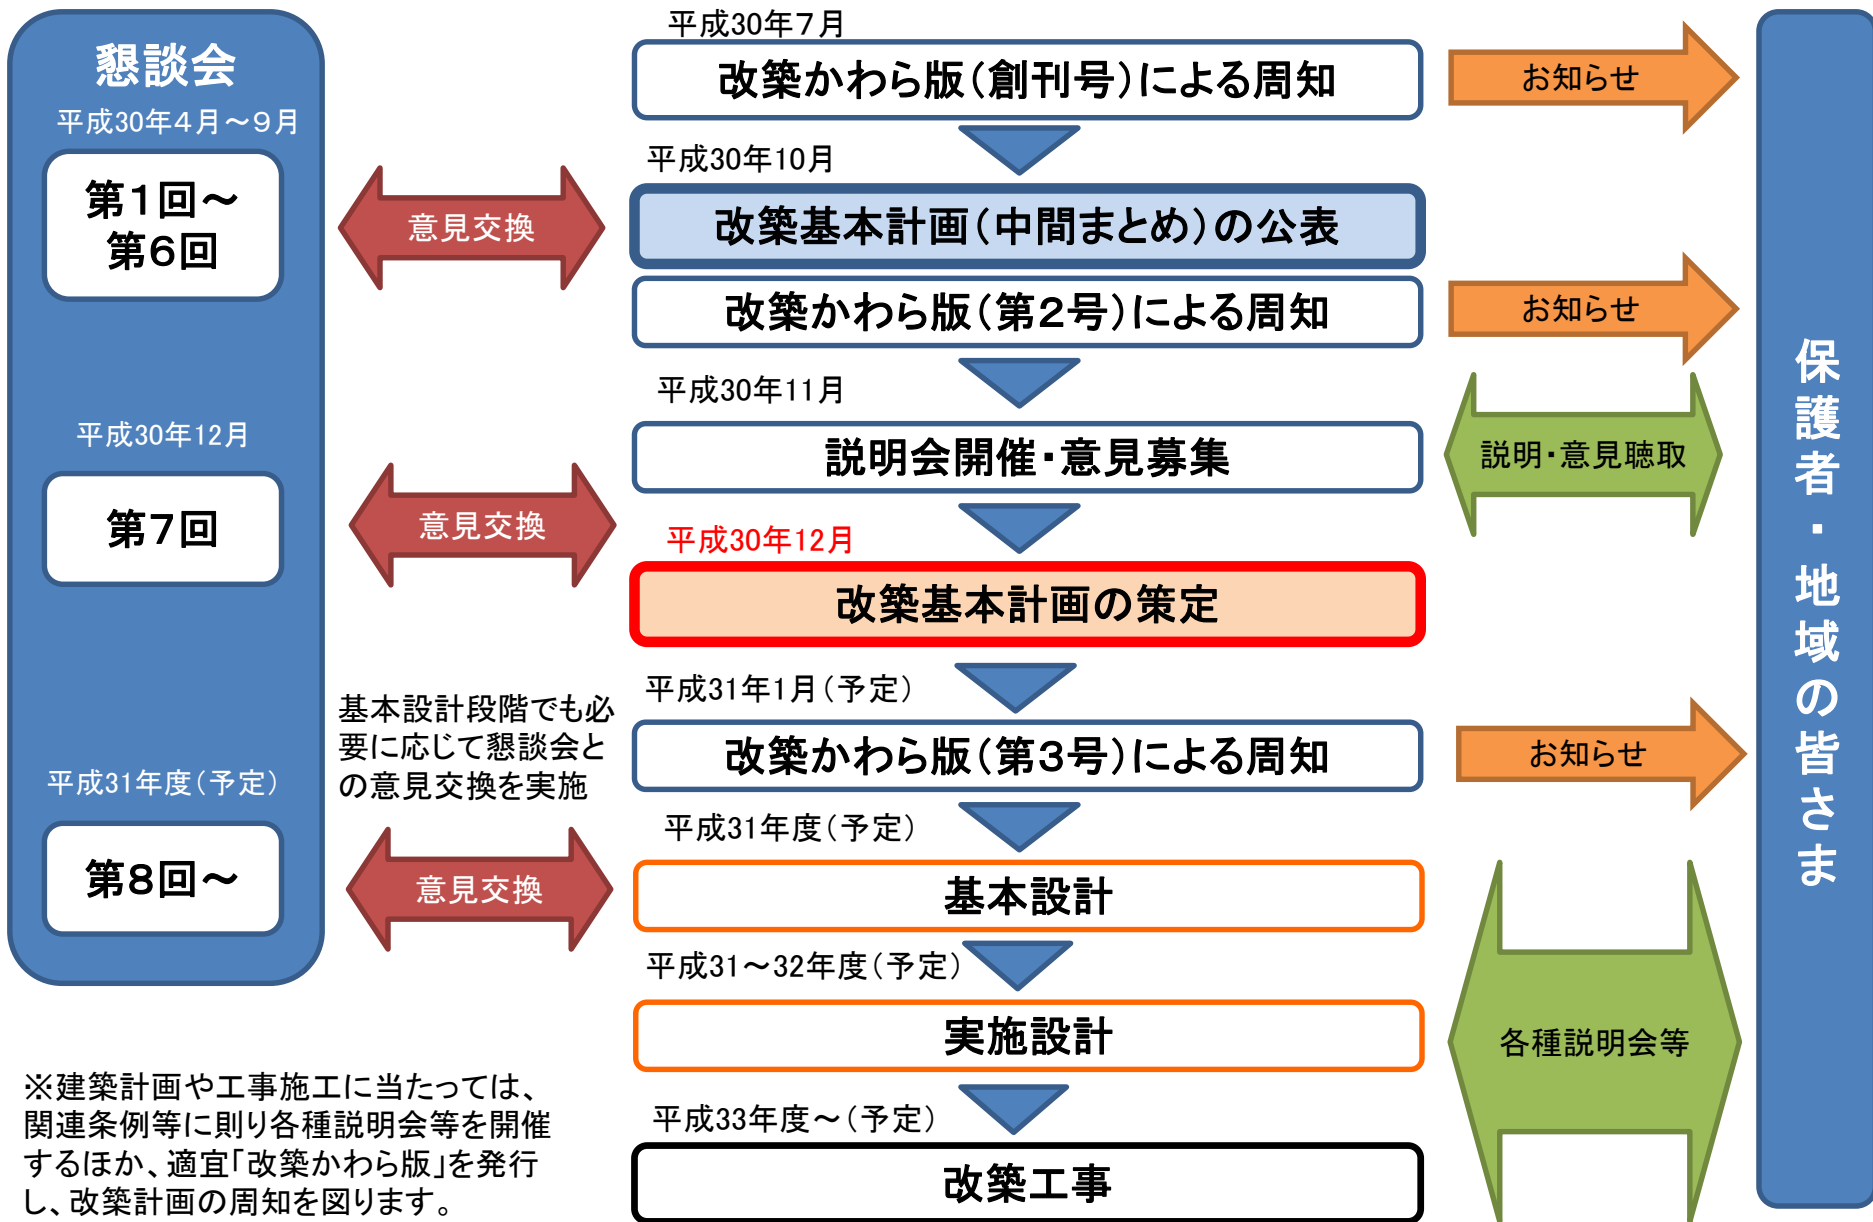 懇談会
平成30年4月～9月
第1回～
第6回
平成30年12月
第7回
平成31年度（予定）
第8回～
意見交換
意見交換
基本設計段階でも必
要に応じて懇談会と
の意見交換を実施
意見交換
平成30年7月
改築かわら版（創刊号）による周知
平成30年10月
改築基本計画（中間まとめ）の公表
改築かわら版（第2号）による周知
平成30年11月
説明会開催・意見募集
平成30年12月
改築基本計画の策定
平成31年1月（予定）
改築かわら版（第3号）による周知
平成31年度（予定）
基本設計
平成31～32年度（予定）
実施設計
平成33年度～（予定）
改築工事
お知らせ
お知らせ
説明・意見聴取
お知らせ
各種説明会等
保護者・地域の皆さま
※建築計画や工事施工に当たっては、
関連条例等に則り各種説明会等を開催
するほか、適宜「改築かわら版」を発行
し、改築計画の周知を図ります。